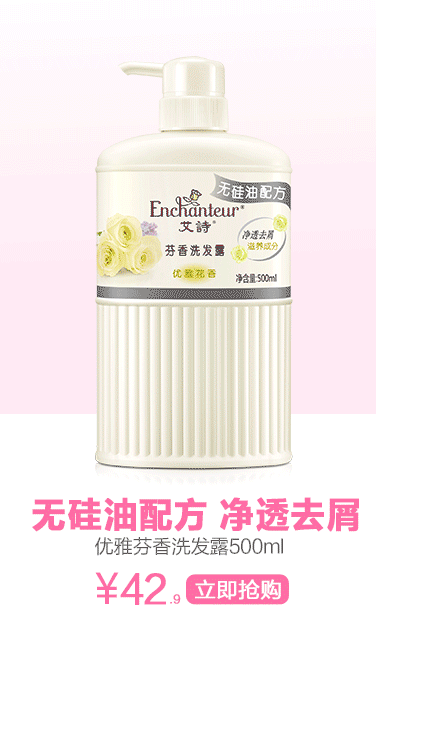 无硅油配方
Enchanteur®
艾詩®
净透去屑
滋养成分
芬香洗发露
优雅花香
净含量:500ml
无硅油配方 净透去屑
优雅芬香洗发露500ml
¥42.9 立即抢购